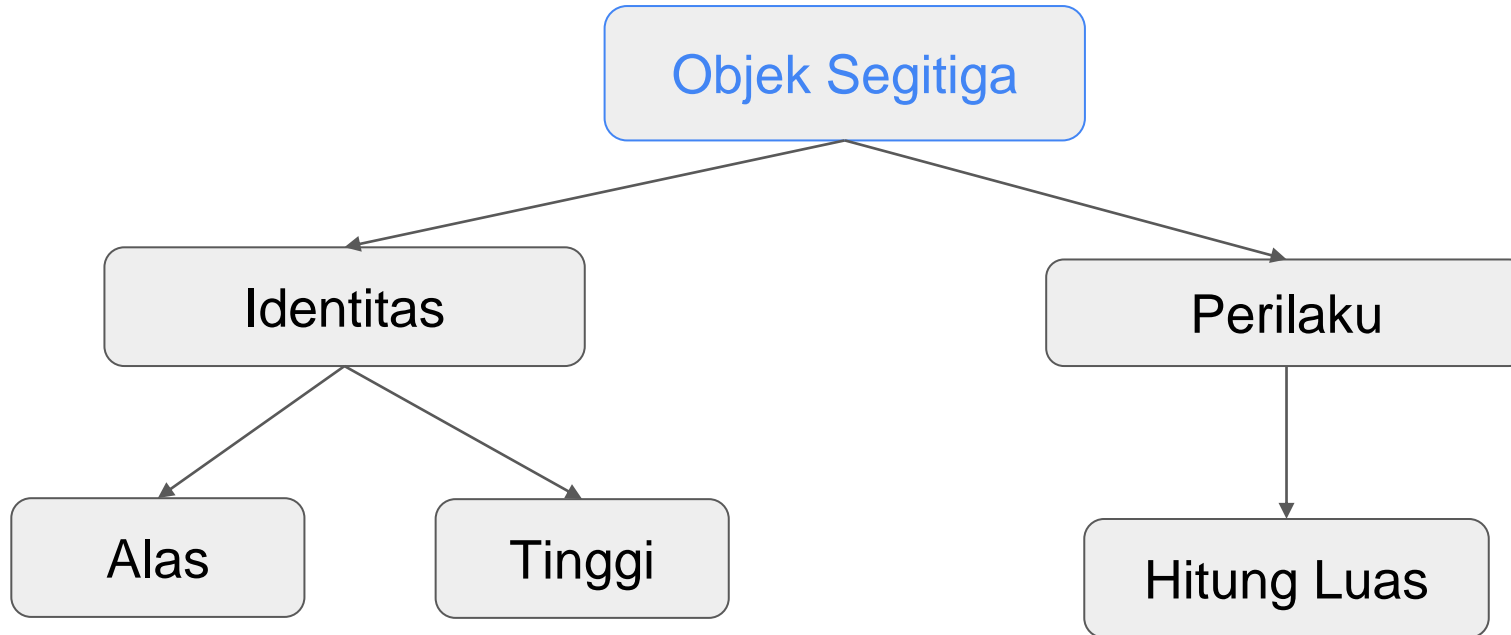 Objek Segitiga
Identitas
Perilaku
Alas
Tinggi
Hitung Luas